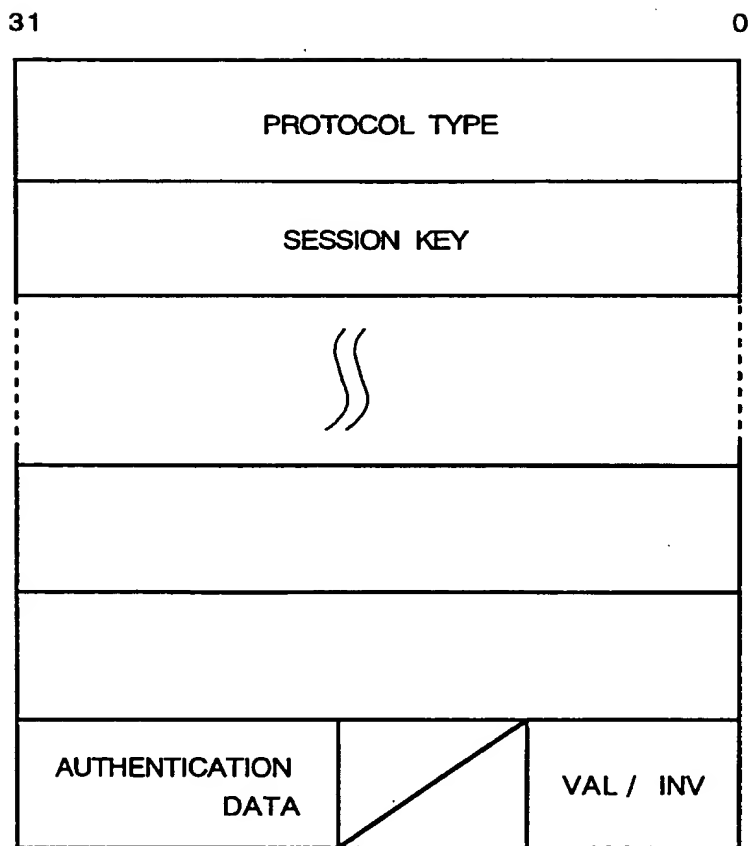 31 0
PROTOCOL TYPE
SESSION KEY
AUTHENTICATION
DATA
VAL / INV